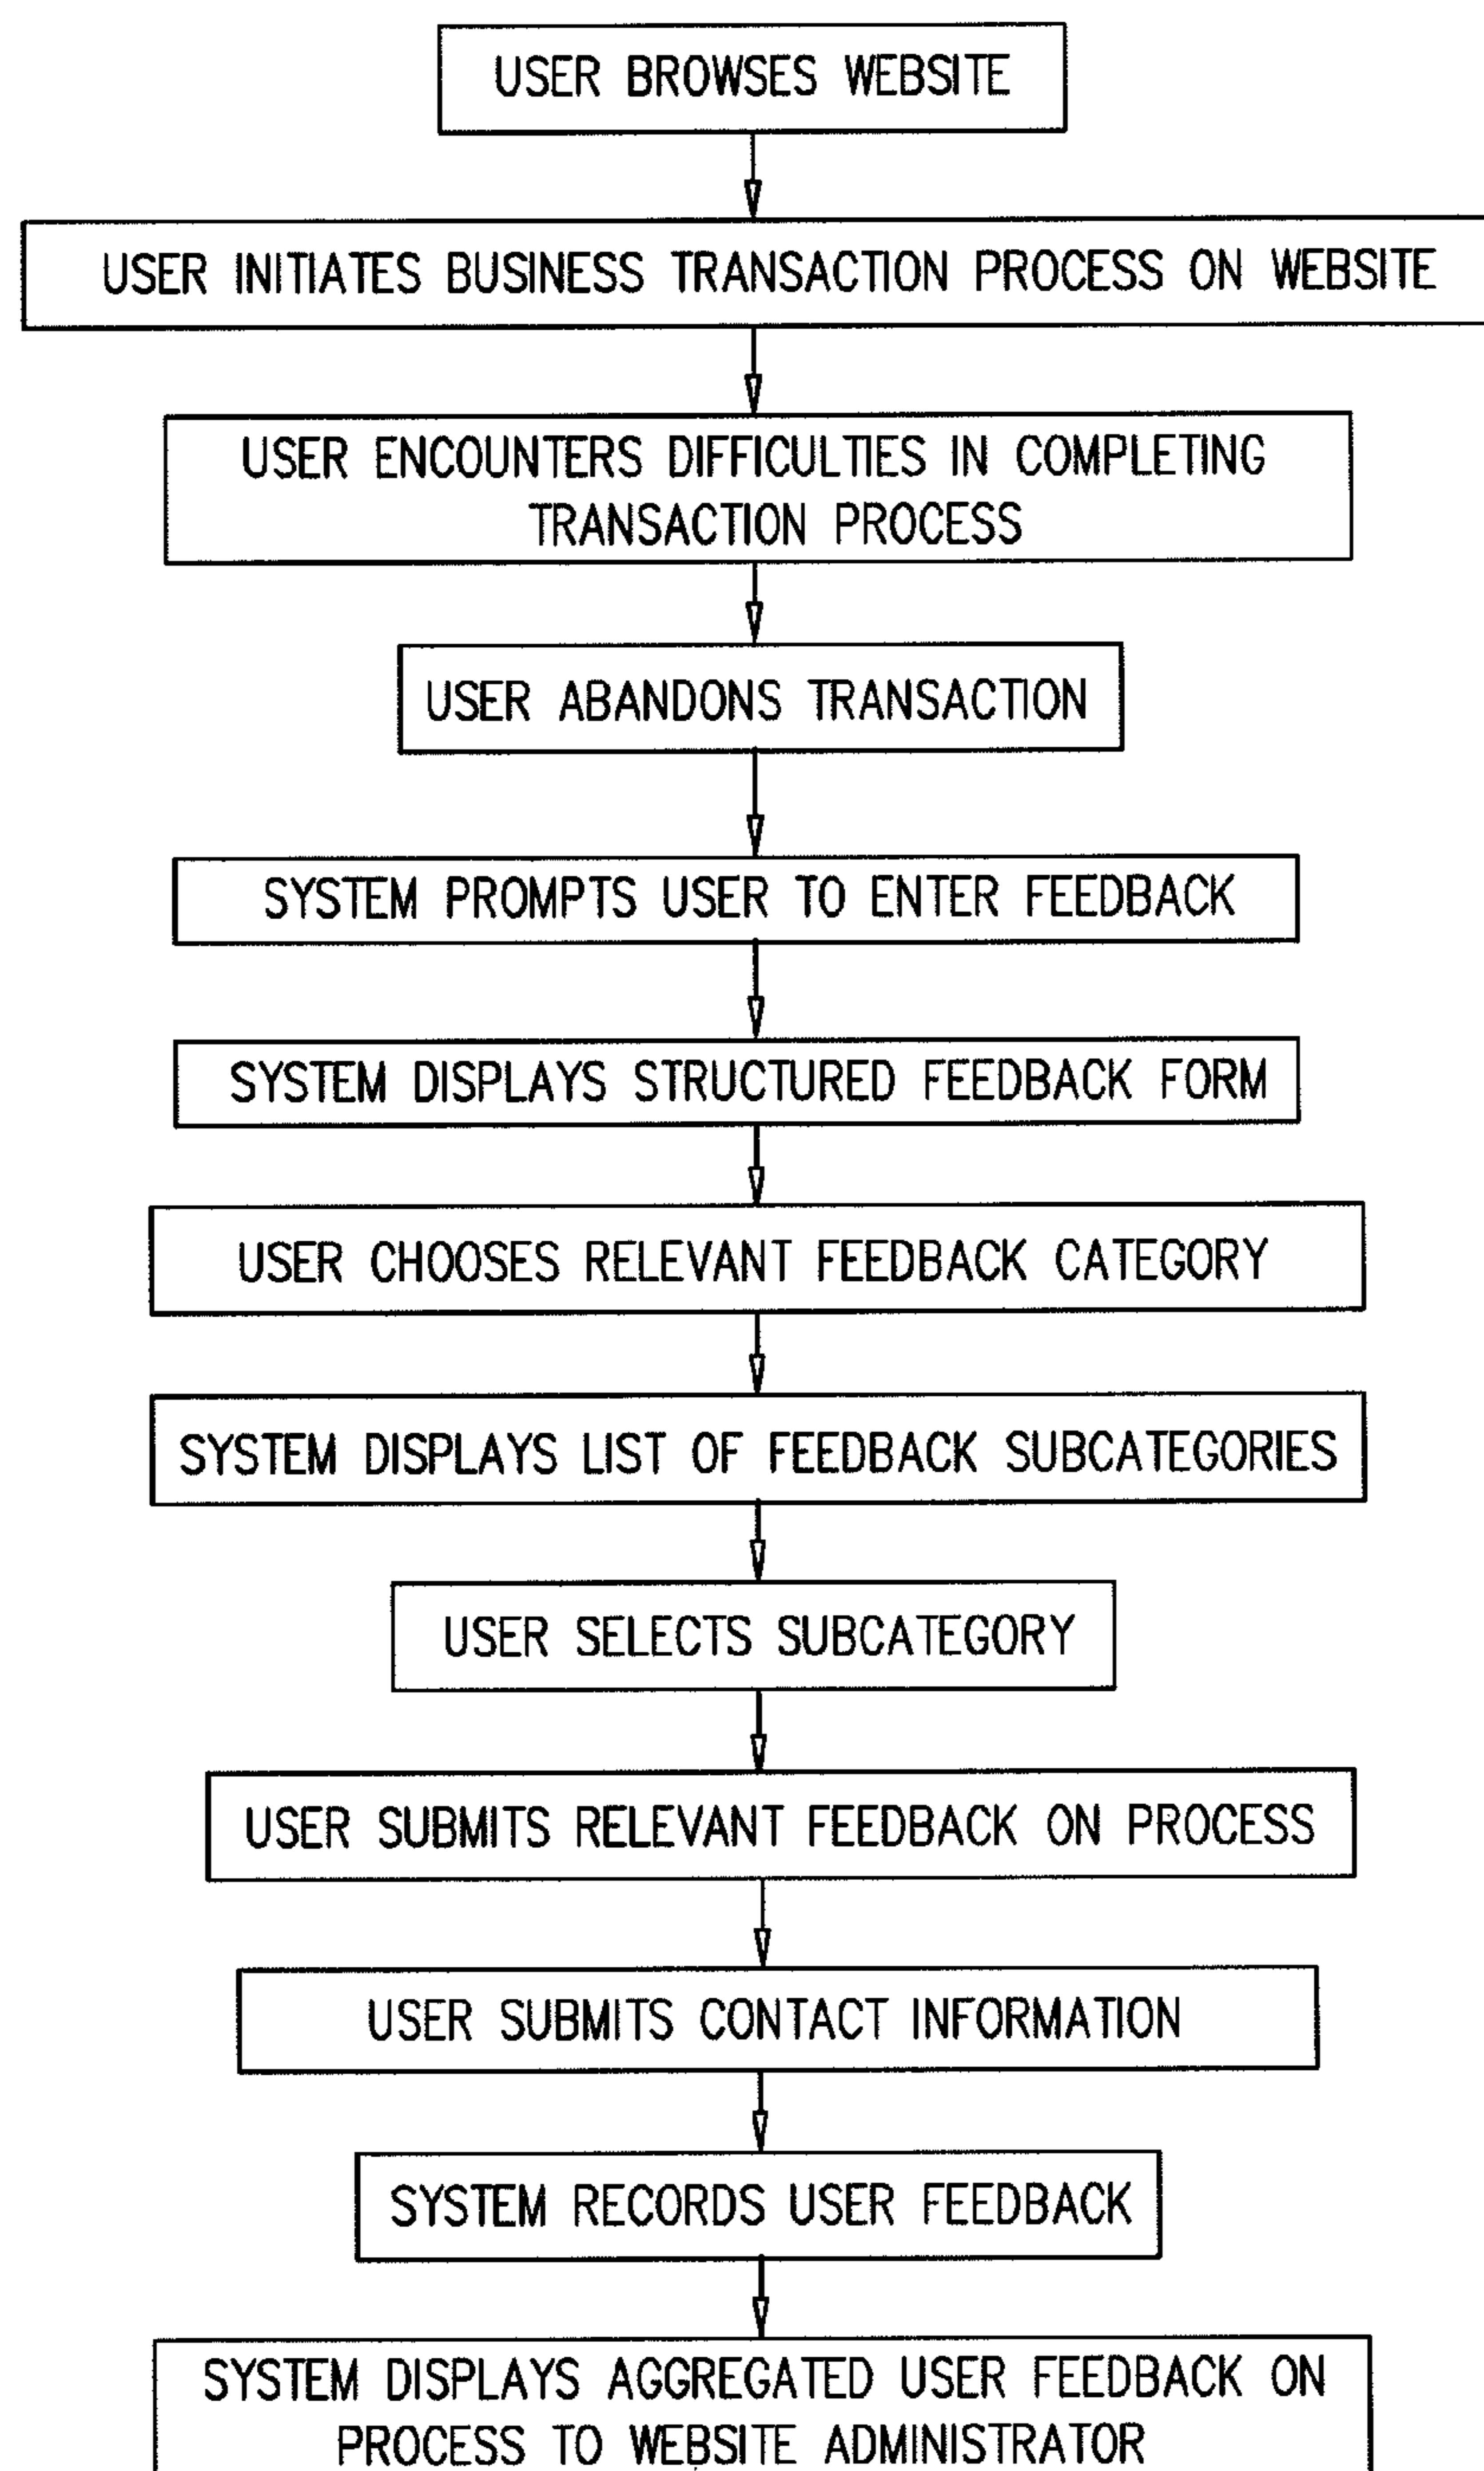 USER BROWSES WEBSITE
USER INITIATES BUSINESS TRANSACTION PROCESS ON WEBSITE
USER ENCOUNTERS DIFFICULTIES IN COMPLETING
TRANSACTION PROCESS
USER ABANDONS TRANSACTION
SYSTEM PROMPTS USER TO ENTER FEEDBACK
SYSTEM DISPLAYS STRUCTURED FEEDBACK FORM
USER CHOOSES RELEVANT FEEDBACK CATEGORY
SYSTEM DISPLAYS LIST OF FEEDBACK SUBCATEGORIES
USER SELECTS SUBCATEGORY
USER SUBMITS RELEVANT FEEDBACK ON PROCESS
USER SUBMITS CONTACT INFORMATION
SYSTEM RECORDS USER FEEDBACK
SYSTEM DISPLAYS AGGREGATED USER FEEDBACK ON
PROCESS TO WEBSITE ADMINISTRATOR